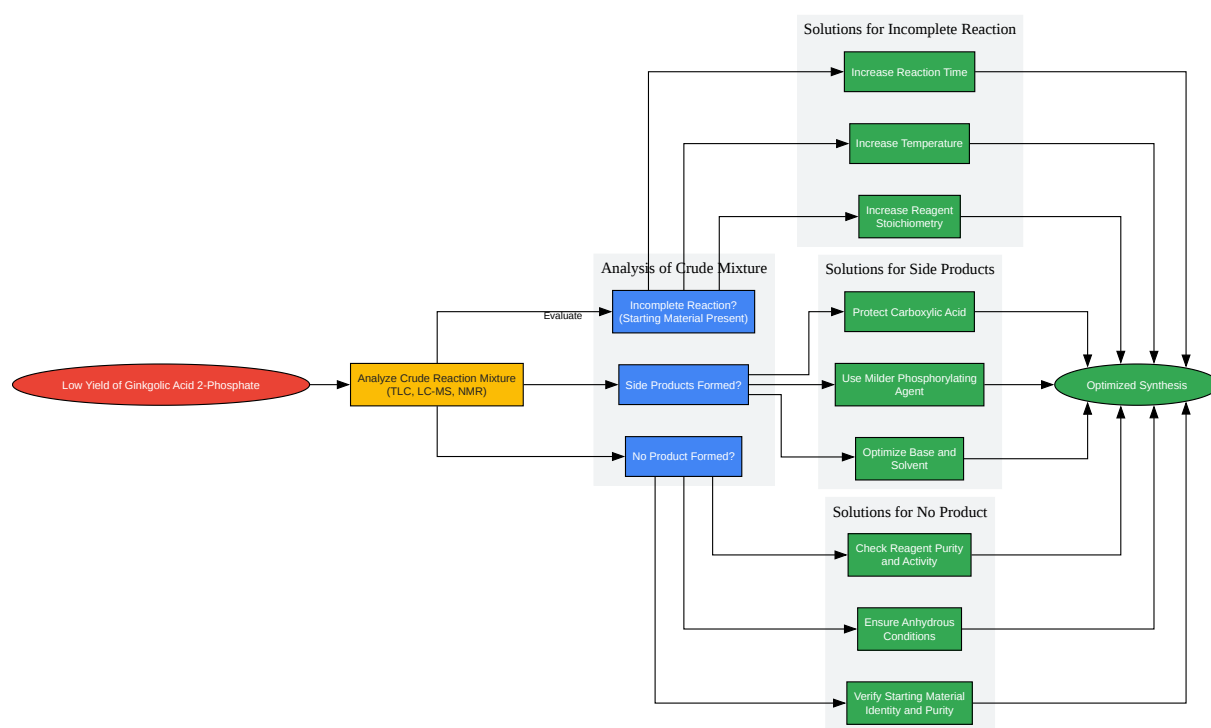 Solutions for Incomplete Reaction
Increase Reaction Time
Increase Temperature
Increase Reagent
Stoichiometry
Analysis of Crude Mixture
Solutions for Side Products
Incomplete Reaction?
(Starting Material Present)
Evaluate
Protect Carboxylic Acid
Low Yield of Ginkgolic Acid 2-Phosphate
Analyze Crude Reaction Mixture
(TLC, LC-MS, NMR)
Side Products Formed?
Use Milder Phosphorylating
Agent
Optimized Synthesis
No Product Formed?
Optimize Base and
Solvent
Solutions for No Product
Check Reagent Purity
and Activity
Ensure Anhydrous
Conditions
Verify Starting Material
Identity and Purity